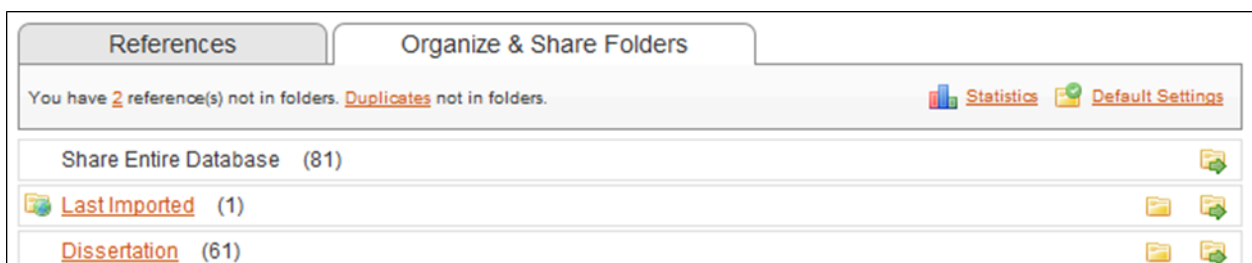 References Organize & Share Folders
You have 2 reference(s) not in folders. Duplicates not in folders. Statistics Default Settings
Share Entire Database (81)
Last Imported (1)
Dissertation (61)